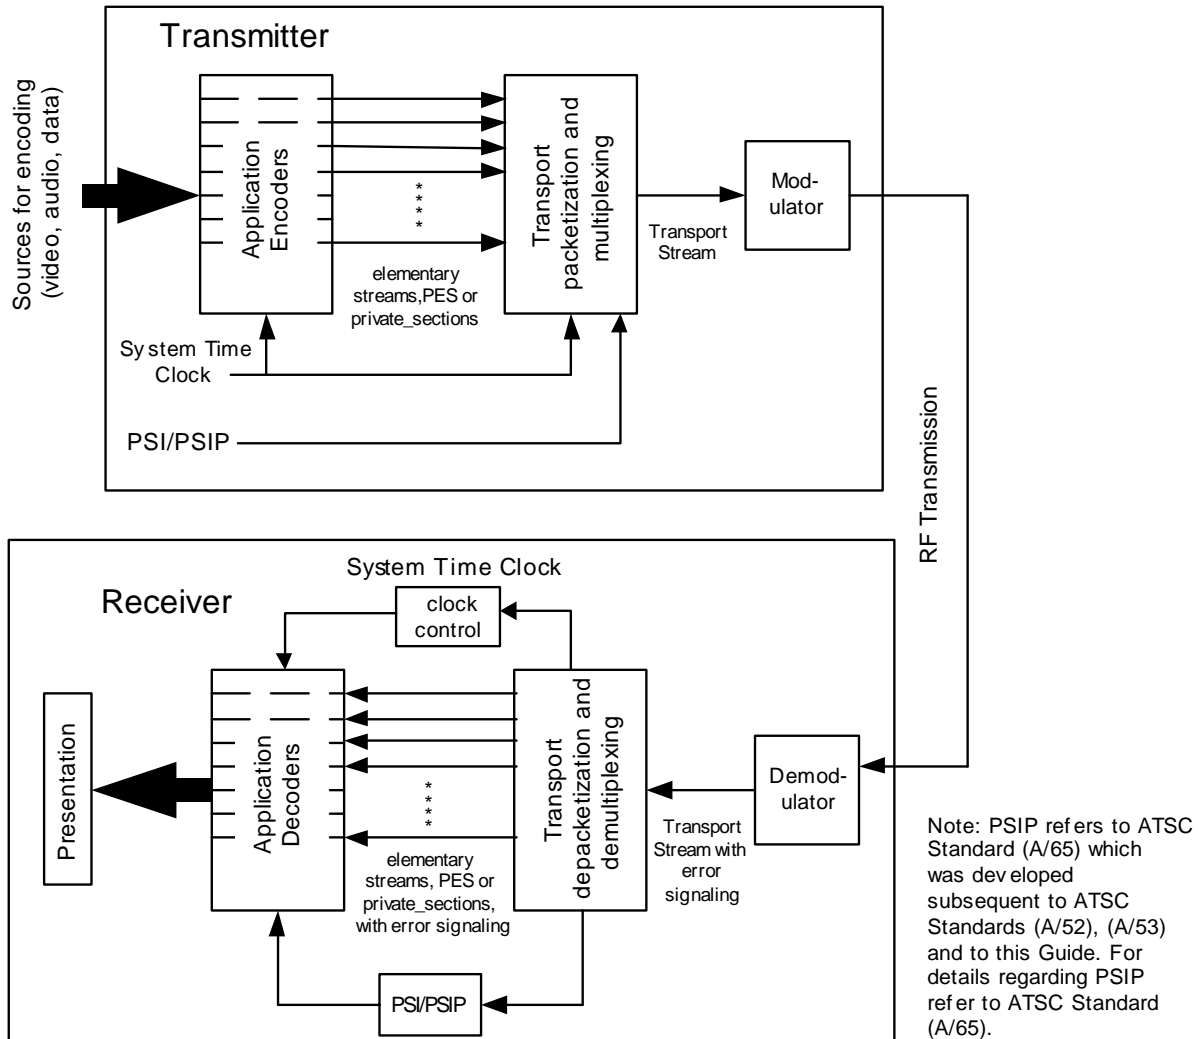 Transmitter
Sources for encoding
(video, audio, data)
Application
Encoders
****
elementary
streams,PES or
private_sections
Transport
packetization and
multiplexing
Transport
Stream
Mod-
ulator
System Time
Clock
PSI/PSIP
RF Transmission
Receiver
System Time Clock
clock
control
Presentation
Application
Decoders
****
elementary
streams, PES or
private_sections,
with error signaling
Transport
depacketization and
demultiplexing
Transport
Stream with
error
signaling
Demod-
ulator
PSI/PSIP
Note: PSIP refers to ATSC
Standard (A/65) which
was developed
subsequent to ATSC
Standards (A/52), (A/53)
and to this Guide. For
details regarding PSIP
refer to ATSC Standard
(A/65).